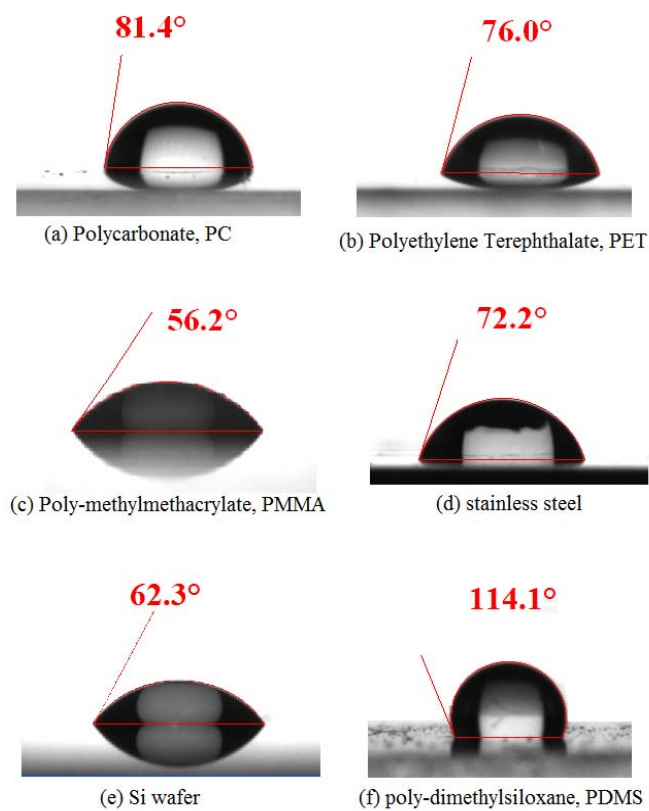 81.4°
76.0°
(a) Polycarbonate, PC
(b) Polyethylene Terephthalate, PET
56.2°
72.2°
(c) Poly-methylmethacrylate, PMMA
(d) stainless steel
62.3°
114.1°
(e) Si wafer
(f) poly-dimethylsiloxane, PDMS